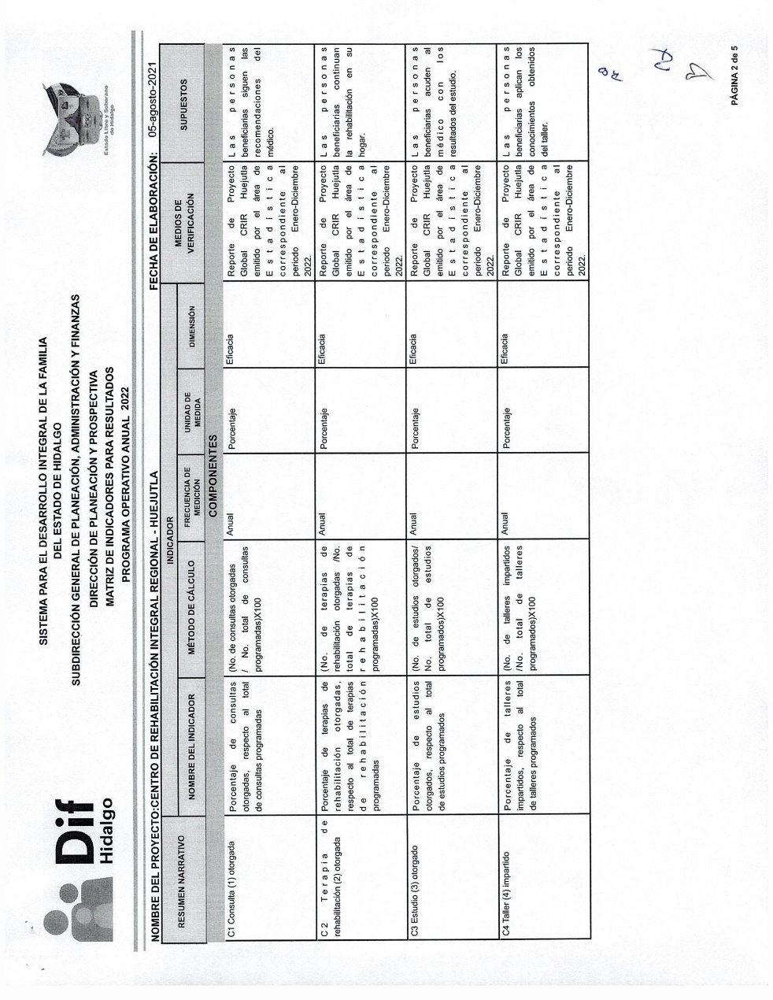 SISTEMA PARA EL DESARROLLO INTEGRAL DE LA FAMILIA
DEL ESTADO DE HIDALGO
SUBDIRECCIÓN GENERAL DE PLANEACIÓN, ADMINISTRACIÓN Y FINANZAS
DIRECCIÓN DE PLANEACIÓN Y PROSPECTIVA
MATRIZ DE INDICADORES PARA RESULTADOS
PROGRAMA OPERATIVO ANUAL 2022
Dif
Hidalgo
Estado Libre y Soberano
de Hidalgo
NOMBRE DEL PROYECTO:CENTRO DE REHABILITACIÓN INTEGRAL REGIONAL - HUEJUTLA
FECHA DE ELABORACIÓN: 05-agosto-2021
RESUMEN NARRATIVO
INDICADOR
NOMBRE DEL INDICADOR
MÉTODO DE CÁLCULO
FRECUENCIA DE
MEDICIÓN
UNIDAD DE
MEDIDA
DIMENSIÓN
MEDIOS DE
VERIFICACIÓN
SUPUESTOS
COMPONENTES
C1 Consulta (1) otorgada
Porcentaje de consultas
otorgadas, respecto al total
de consultas programadas
(No. de consultas otorgadas
/ No. total de consultas
programadas)X100
Anual
Porcentaje
Eficacia
Reporte de Proyecto
Global CRIR Huejutla
emitido por el área de
Estadística
correspondiente al
periodo Enero-Diciembre
2022.
Las personas
beneficiarias siguen las
recomendaciones del
médico.
C2 Terapia de
rehabilitación (2) otorgada
Porcentaje de terapias de
rehabilitación otorgadas,
respecto al total de terapias
de rehabilitación
programadas
(No. de terapias de
rehabilitación otorgadas /No.
total de terapias de
rehabilitación
programadas)X100
Anual
Porcentaje
Eficacia
Reporte de Proyecto
Global CRIR Huejutla
emitido por el área de
Estadística
correspondiente al
periodo Enero-Diciembre
2022.
Las personas
beneficiarias continuan
la rehabilitación en su
hogar.
C3 Estudio (3) otorgado
Porcentaje de estudios
otorgados, respecto al total
de estudios programados
(No. de estudios otorgados/
No. total de estudios
programados)X100
Anual
Porcentaje
Eficacia
Reporte de Proyecto
Global CRIR Huejutla
emitido por el área de
Estadística
correspondiente al
periodo Enero-Diciembre
2022.
Las personas
beneficiarias acuden al
médico con los
resultados del estudio.
C4 Taller (4) impartido
Porcentaje de talleres
impartidos, respecto al total
de talleres programados
(No. de talleres impartidos
/No. total de talleres
programados)X100
Anual
Porcentaje
Eficacia
Reporte de Proyecto
Global CRIR Huejutla
emitido por el área de
Estadística
correspondiente al
periodo Enero-Diciembre
2022.
Las personas
beneficiarias aplican los
conocimientos obtenidos
del taller.
PÁGINA 2 de 5